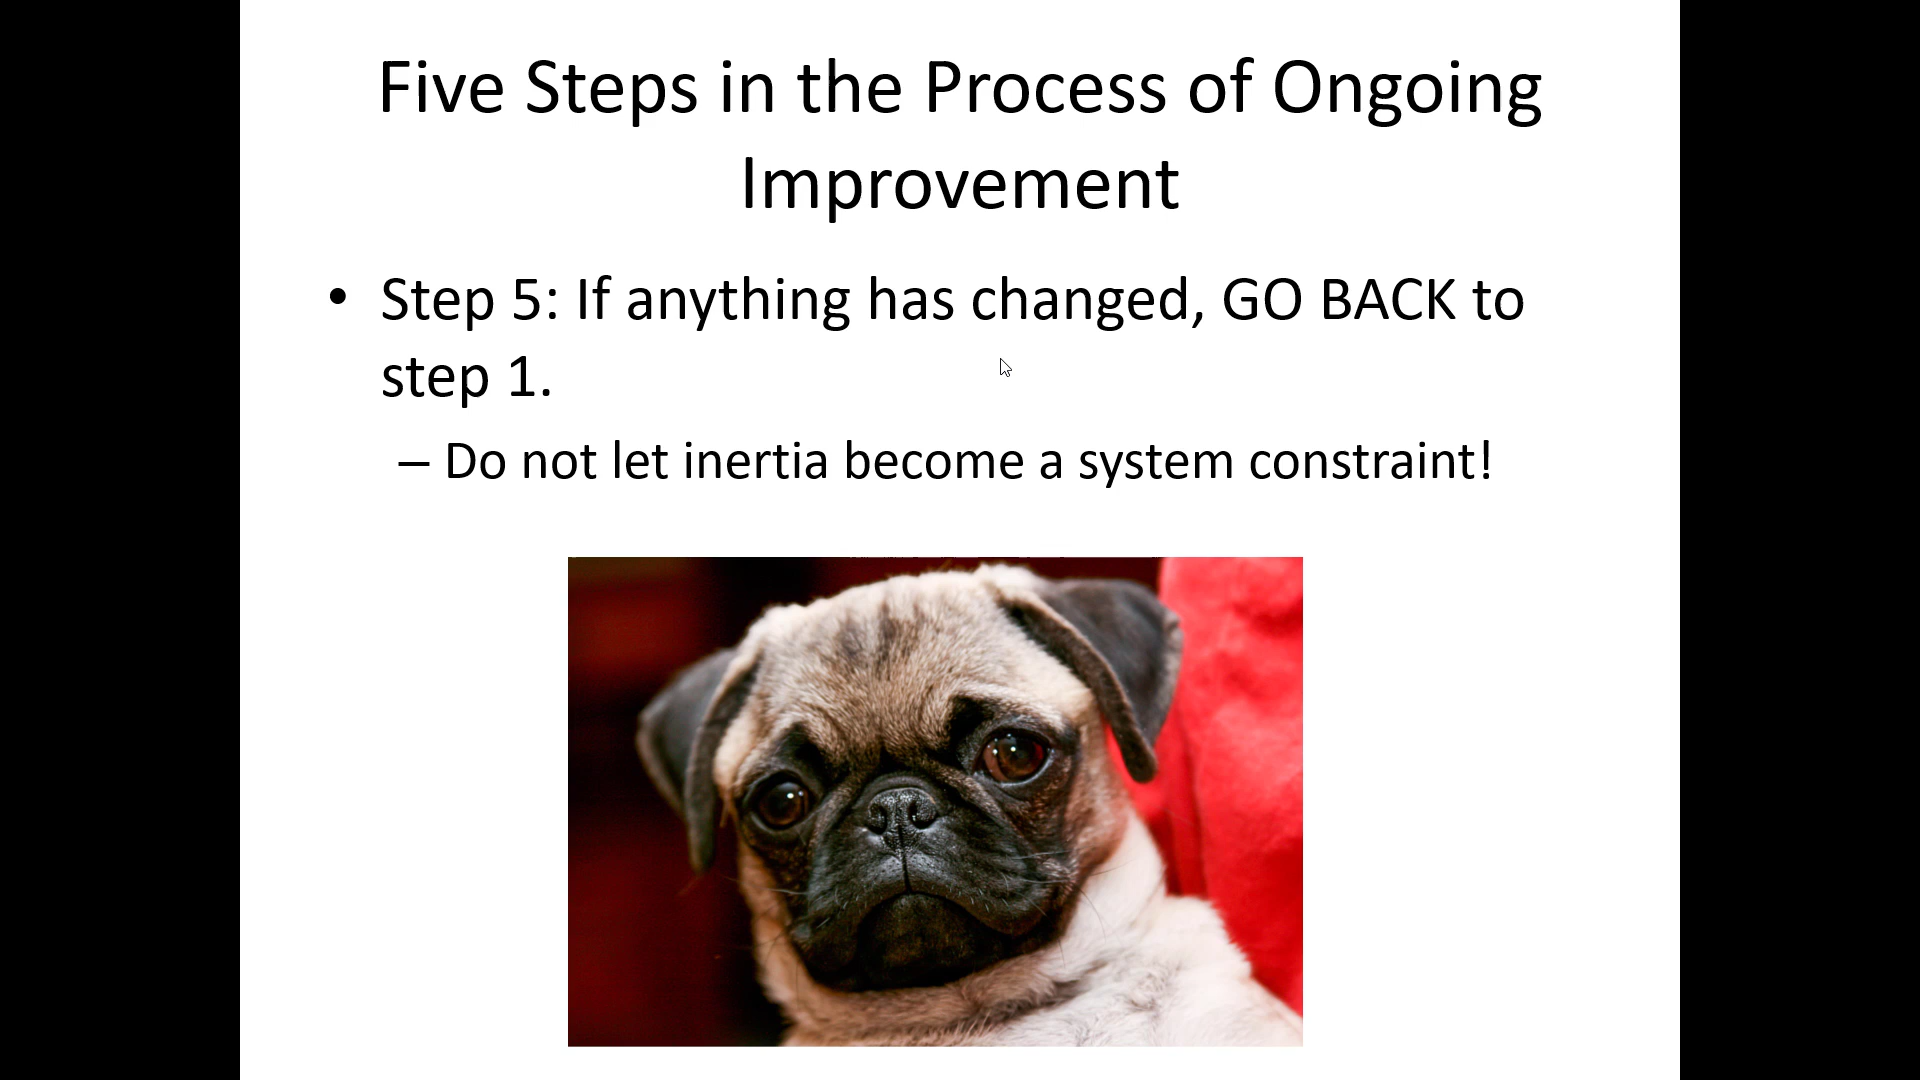 Five Steps in the Process of Ongoing
Improvement
• Step 5: If anything has changed, GO BACK to
step 1.
– Do not let inertia become a system constraint!